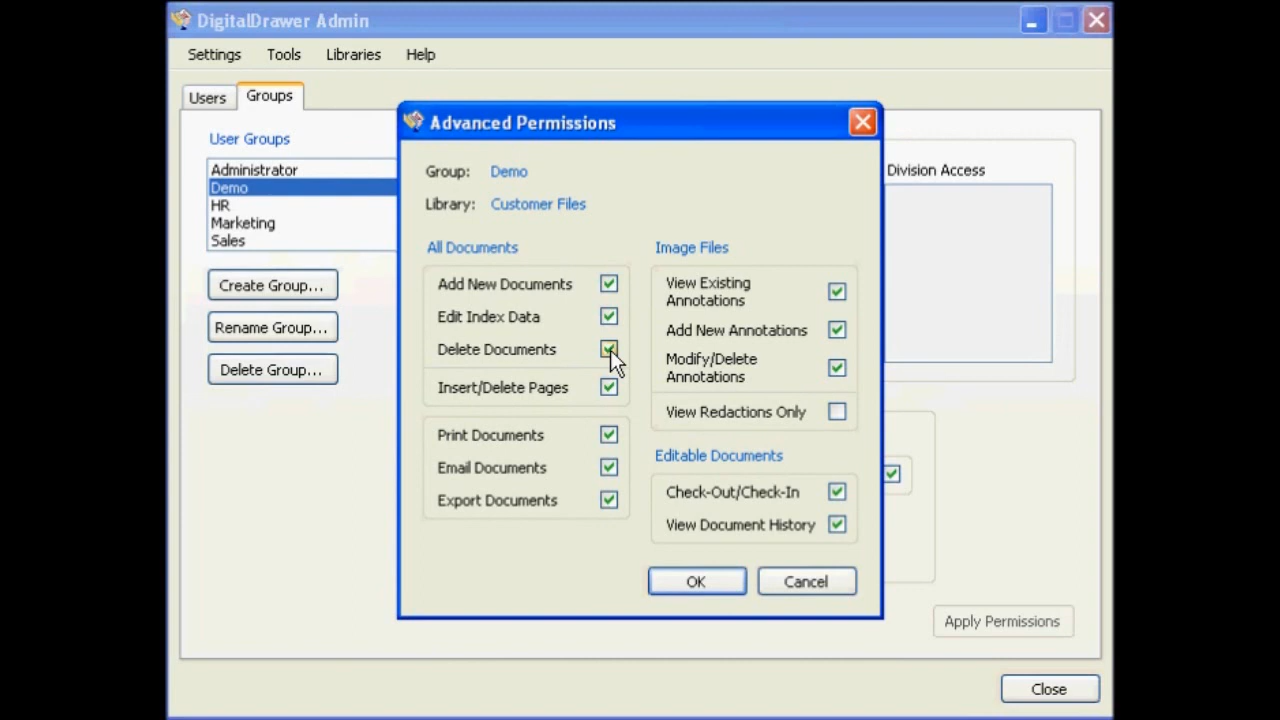 DigitalDrawer Admin
Settings Tools Libraries Help
Users Groups
User Groups
Administrator
Demo
HR
Marketing
Sales
Create Group...
Rename Group...
Delete Group...
Division Access
Advanced Permissions
Group: Demo
Library: Customer Files
All Documents
Add New Documents
Edit Index Data
Delete Documents
Insert/Delete Pages
Print Documents
Email Documents
Export Documents
Image Files
View Existing
Annotations
Add New Annotations
Modify/Delete
Annotations
View Redactions Only
Editable Documents
Check-Out/Check-In
View Document History
OK Cancel
Apply Permissions
Close